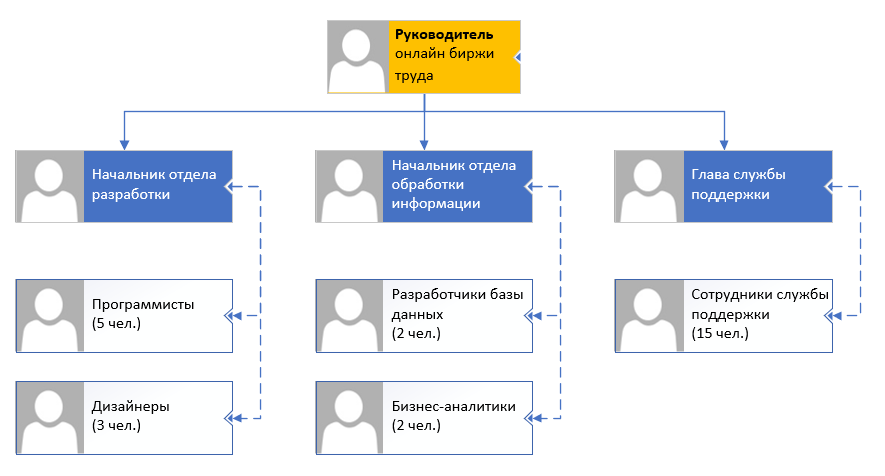 Руководитель
онлайн биржи
труда
Начальник отдела
разработки
Начальник отдела
обработки
информации
Глава службы
поддержки
Программисты
(5 чел.)
Разработчики базы
данных
(2 чел.)
Сотрудники службы
поддержки
(15 чел.)
Дизайнеры
(3 чел.)
Бизнес-аналитики
(2 чел.)